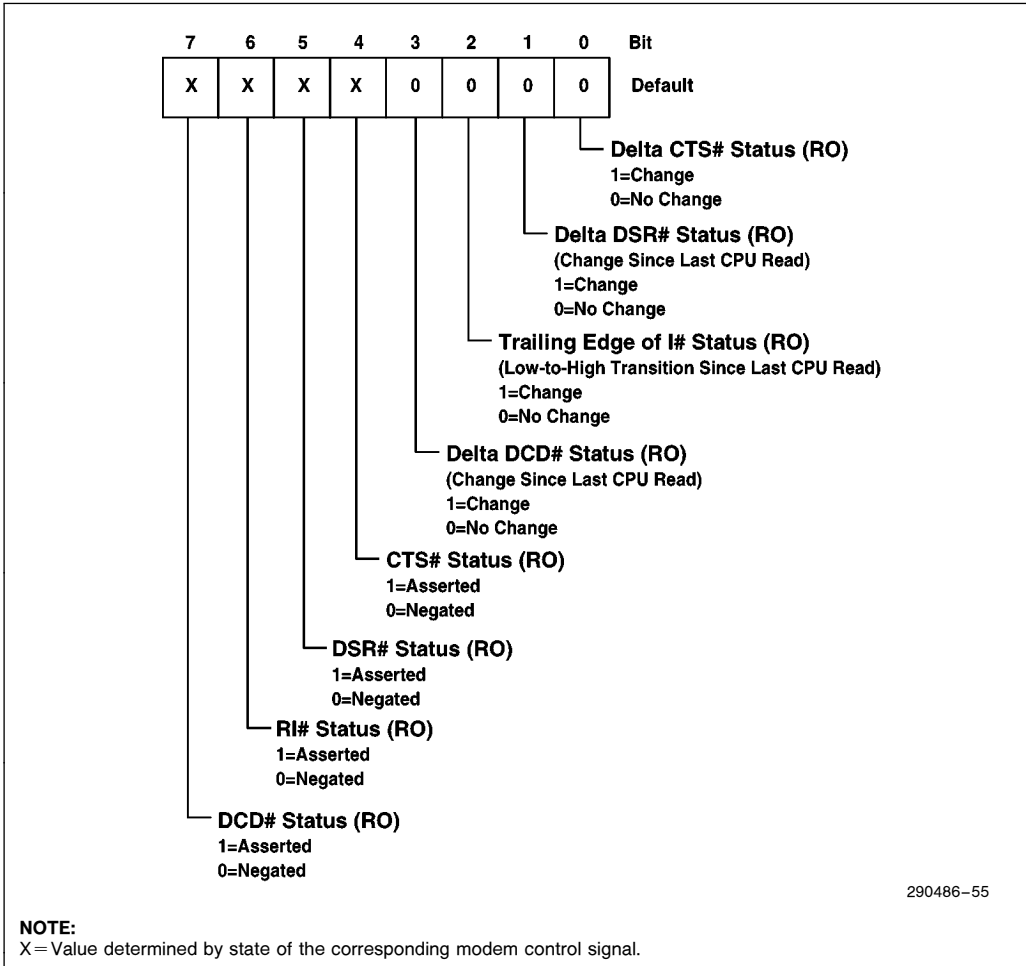 7 6 5 4 3 2 1 0 Bit
X X X X 0 0 0 0 Default
Delta CTS# Status (RO)
1=Change
0=No Change
Delta DSR# Status (RO)
(Change Since Last CPU Read)
1=Change
0=No Change
Trailing Edge of I# Status (RO)
(Low-to-High Transition Since Last CPU Read)
1=Change
0=No Change
Delta DCD# Status (RO)
(Change Since Last CPU Read)
1=Change
0=No Change
CTS# Status (RO)
1=Asserted
0=Negated
DSR# Status (RO)
1=Asserted
0=Negated
RI# Status (RO)
1=Asserted
0=Negated
DCD# Status (RO)
1=Asserted
0=Negated
290486–55
NOTE:
X=Value determined by state of the corresponding modem control signal.